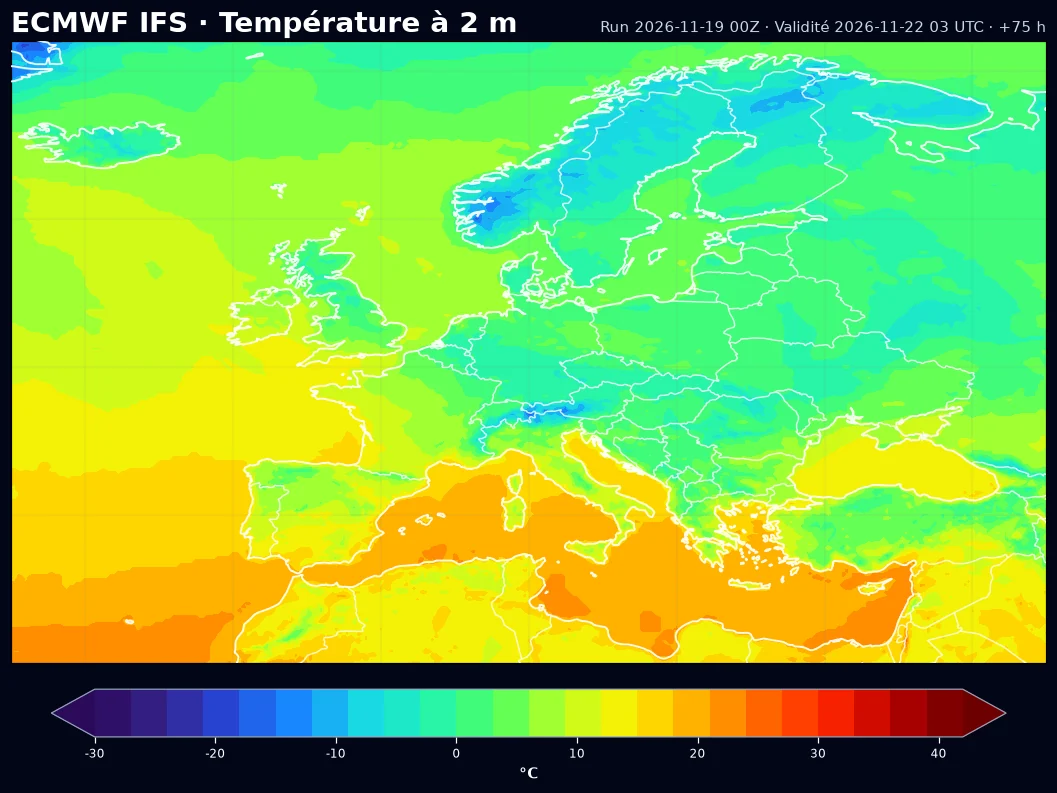 ECMWF IFS · Température à 2 m
Run 2026-11-19 00Z · Validité 2026-11-22 03 UTC · +75 h
-30 -20 -10 0 10 20 30 40
°C